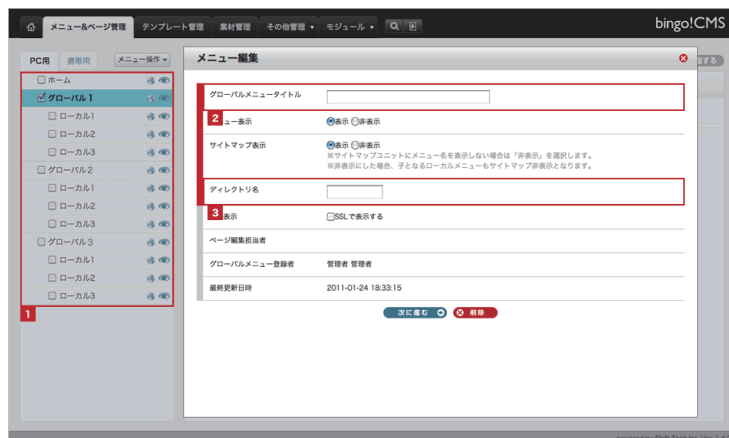 メニュー&ページ管理 テンプレート管理 素材管理 その他管理 モジュール bingo!CMS
PC用 携帯用 メニュー操作
メニュー編集
する
ホーム
グローバル 1
ローカル1
ローカル2
ローカル3
グローバル 2
ローカル1
ローカル2
ローカル3
グローバル 3
ローカル1
ローカル2
ローカル3
1
グローバルメニュータイトル
2 ュー表示 表示 非表示
サイトマップ表示 表示 非表示
※サイトマップユニットにメニュー名を表示しない場合は「非表示」を選択します。
※非表示にした場合、子となるローカルメニューもサイトマップ非表示となります。
ディレクトリ名
3 表示 SSLで表示する
ページ編集担当者
グローバルメニュー登録者 管理者 管理者
最終更新日時 2011-01-24 18:33:15
次に進む 削除